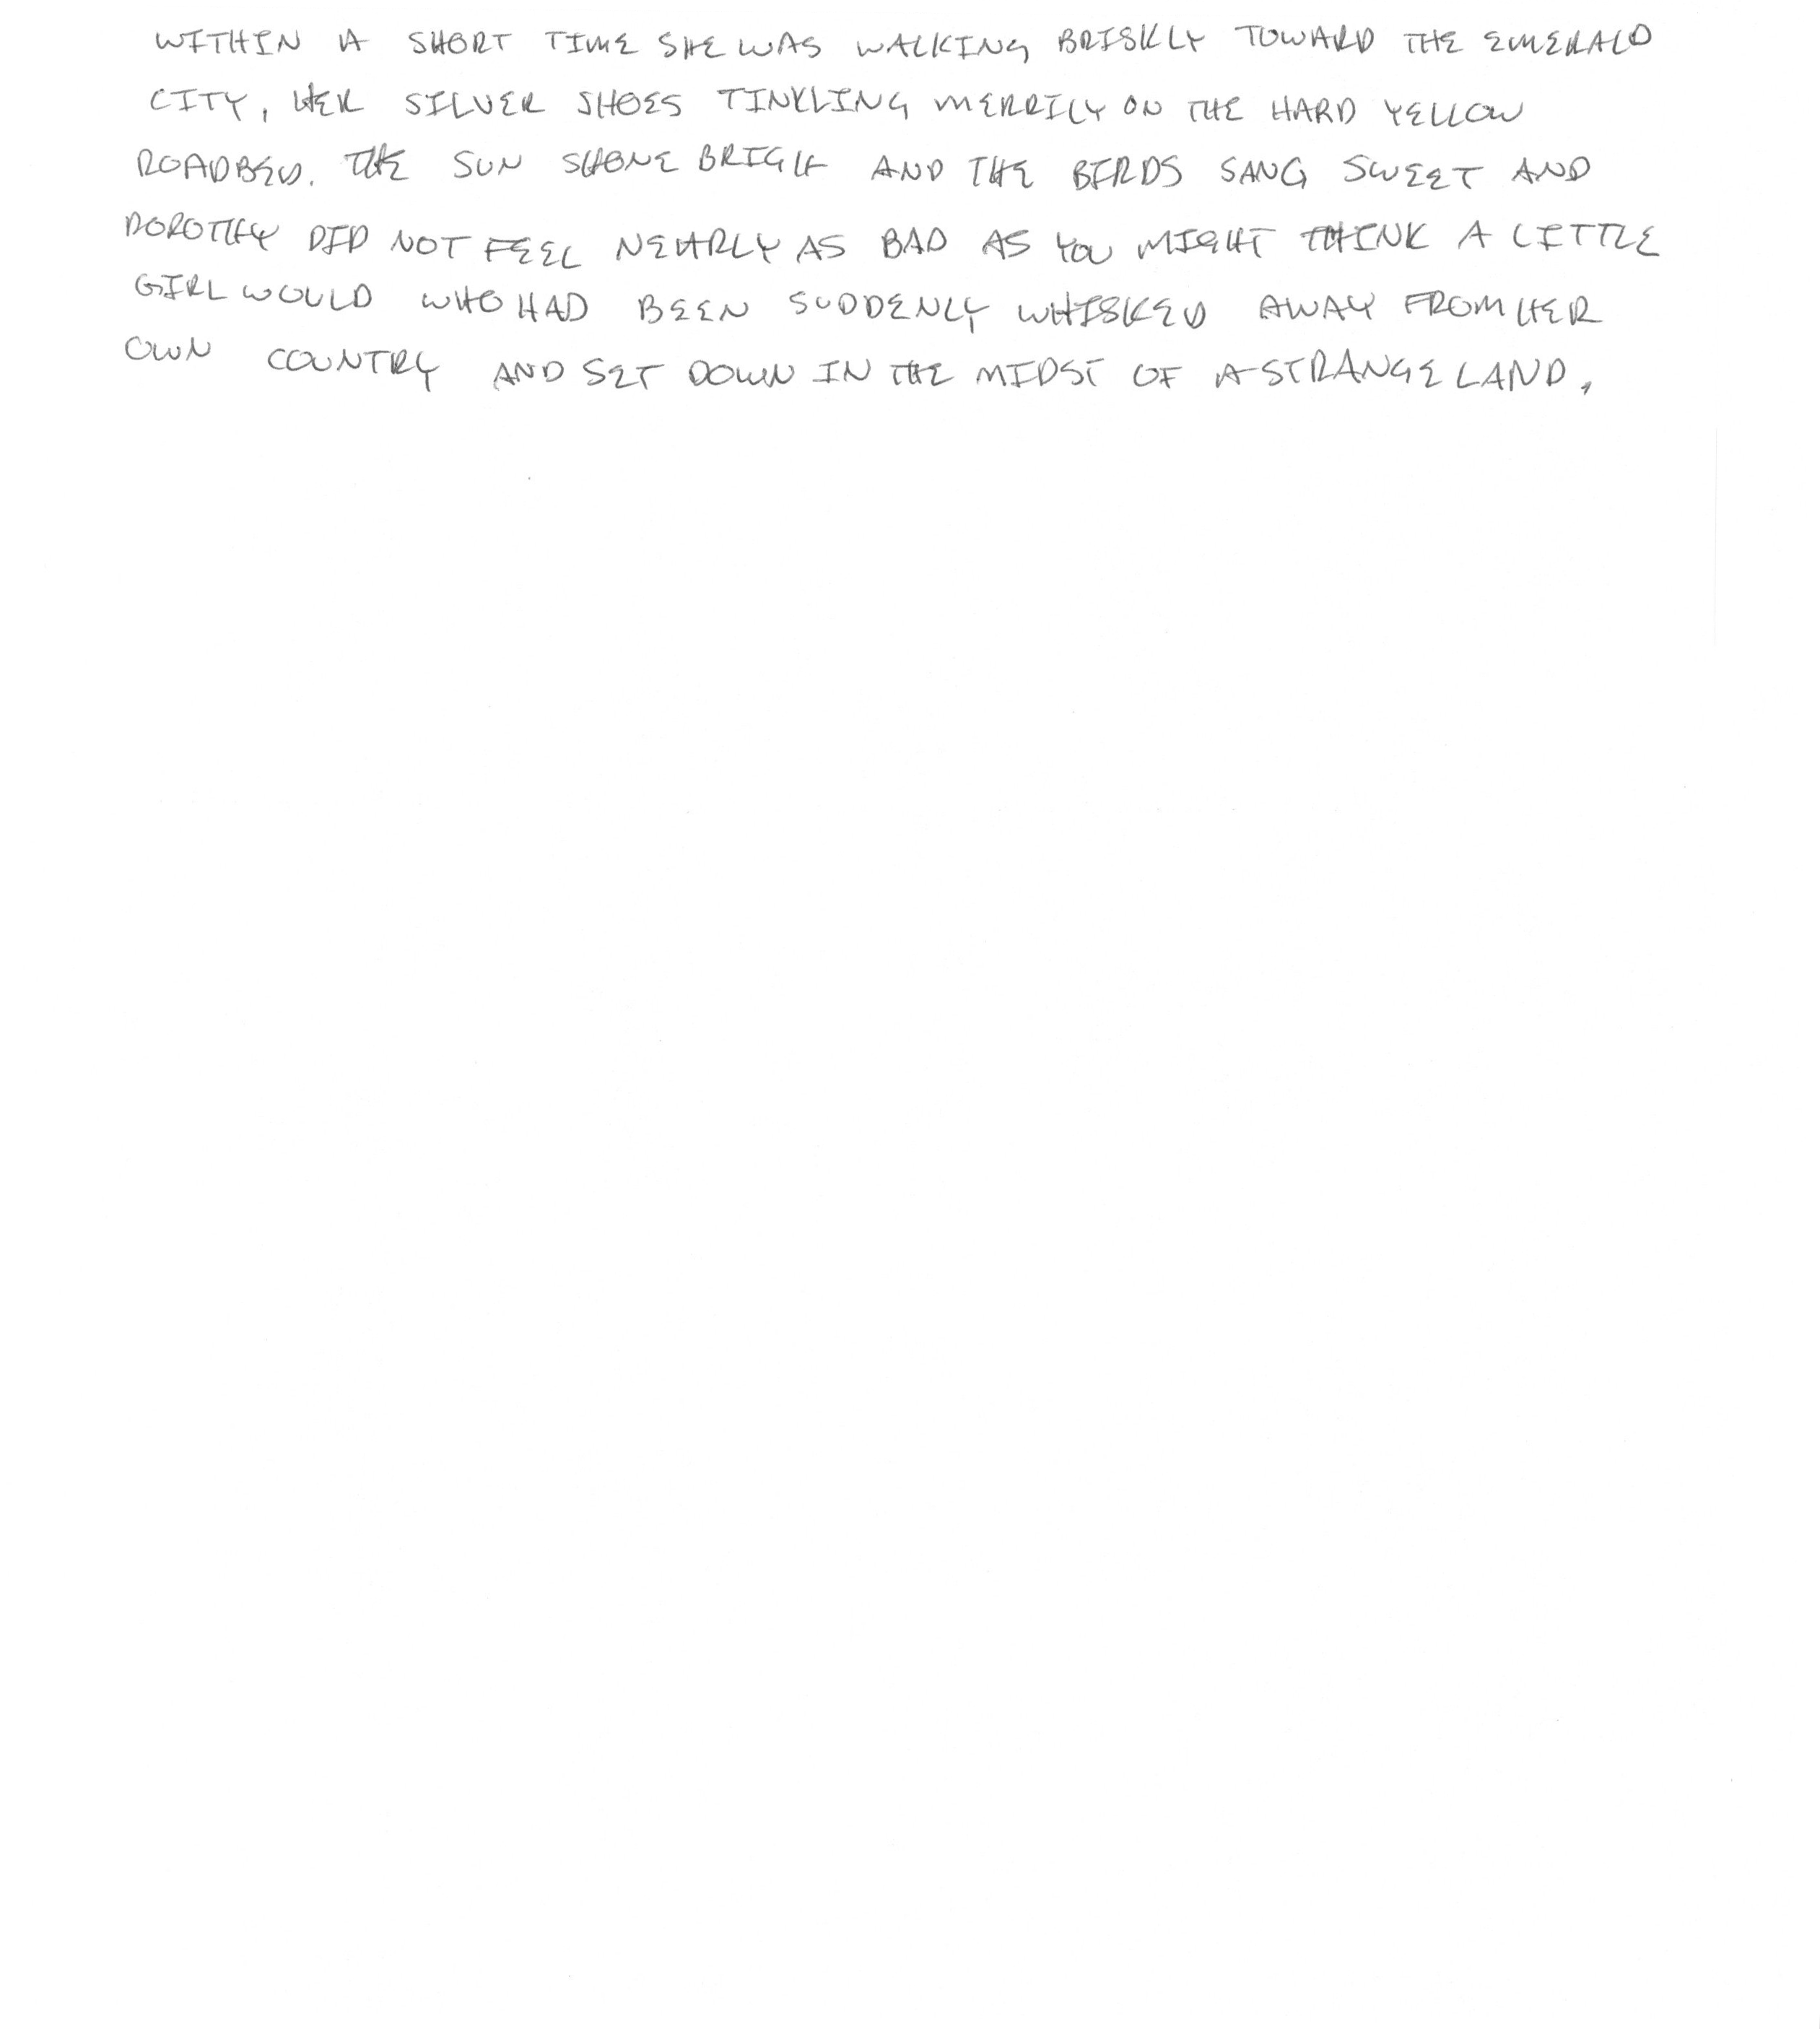 WITHIN A SHORT TIME SHE WAS WALKING BRISKLY TOWARD THE EMERALD
CITY, HER SILVER SHOES TINKLING MERRILY ON THE HARD YELLOW
ROADBED. THE SUN SHONE BRIGHT AND THE BIRDS SANG SWEET AND
DOROTHY DID NOT FEEL NEARLY AS BAD AS YOU MIGHT THINK A LITTLE
GIRL WOULD WHO HAD BEEN SUDDENLY WHISKED AWAY FROM HER
OWN COUNTRY AND SET DOWN IN THE MIDST OF A STRANGE LAND.